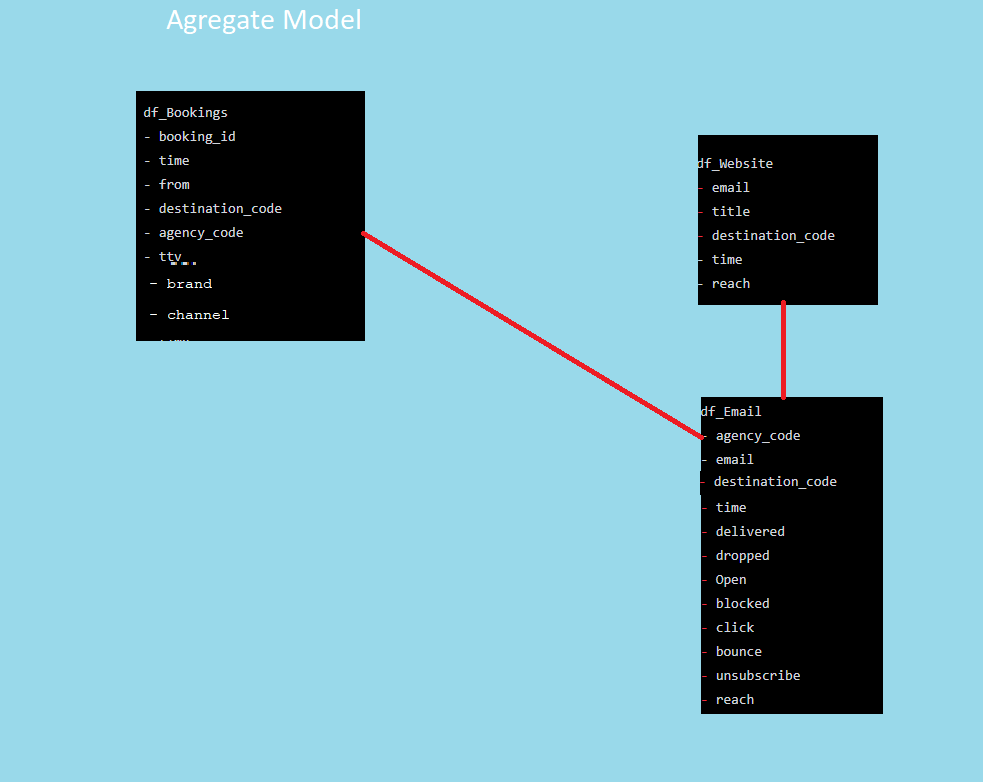 Agregate Model
df_Bookings
- booking_id
- time
- from
- destination_code
- agency_code
- ttv
- brand
- channel
df_Website
- email
- title
- destination_code
- time
- reach
df_Email
- agency_code
- email
- destination_code
- time
- delivered
- dropped
- Open
- blocked
- click
- bounce
- unsubscribe
- reach